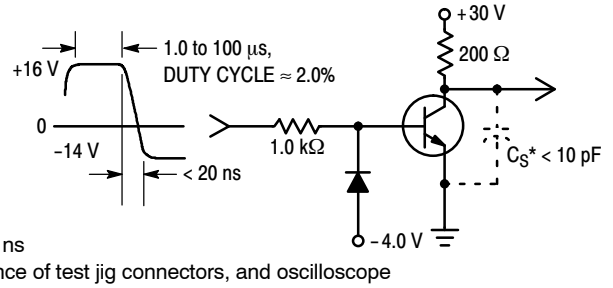 +30 V
200 Ω
1.0 to 100 μs,
DUTY CYCLE ≈ 2.0%
+16 V
0
-14 V
< 20 ns
1.0 kΩ
C_S* < 10 pF
-4.0 V
ns
nce of test jig connectors, and oscilloscope